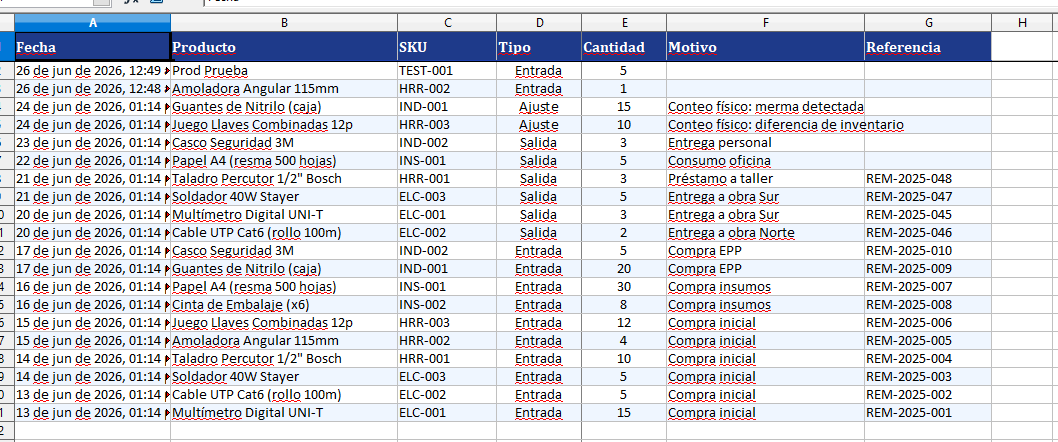 A B C D E F G H
Fecha Producto SKU Tipo Cantidad Motivo Referencia
26 de jun de 2026, 12:49 Prod Prueba TEST-001 Entrada 5
26 de jun de 2026, 12:48 Amoladora Angular 115mm HRR-002 Entrada 1
24 de jun de 2026, 01:14 Guantes de Nitrilo (caja) IND-001 Ajuste 15 Conteo físico: merma detectada
24 de jun de 2026, 01:14 Juego Llaves Combinadas 12p HRR-003 Ajuste 10 Conteo físico: diferencia de inventario
23 de jun de 2026, 01:14 Casco Seguridad 3M IND-002 Salida 3 Entrega personal
22 de jun de 2026, 01:14 Papel A4 (resma 500 hojas) INS-001 Salida 5 Consumo oficina
21 de jun de 2026, 01:14 Taladro Percutor 1/2" Bosch HRR-001 Salida 3 Préstamo a taller REM-2025-048
21 de jun de 2026, 01:14 Soldador 40W Stayer ELC-003 Salida 5 Entrega a obra Sur REM-2025-047
20 de jun de 2026, 01:14 Multímetro Digital UNI-T ELC-001 Salida 3 Entrega a obra Sur REM-2025-045
20 de jun de 2026, 01:14 Cable UTP Cat6 (rollo 100m) ELC-002 Salida 2 Entrega a obra Norte REM-2025-046
17 de jun de 2026, 01:14 Casco Seguridad 3M IND-002 Entrada 5 Compra EPP REM-2025-010
17 de jun de 2026, 01:14 Guantes de Nitrilo (caja) IND-001 Entrada 20 Compra EPP REM-2025-009
16 de jun de 2026, 01:14 Papel A4 (resma 500 hojas) INS-001 Entrada 30 Compra insumos REM-2025-007
16 de jun de 2026, 01:14 Cinta de Embalaje (x6) INS-002 Entrada 8 Compra insumos REM-2025-008
15 de jun de 2026, 01:14 Juego Llaves Combinadas 12p HRR-003 Entrada 12 Compra inicial REM-2025-006
15 de jun de 2026, 01:14 Amoladora Angular 115mm HRR-002 Entrada 4 Compra inicial REM-2025-005
14 de jun de 2026, 01:14 Taladro Percutor 1/2" Bosch HRR-001 Entrada 10 Compra inicial REM-2025-004
14 de jun de 2026, 01:14 Soldador 40W Stayer ELC-003 Entrada 5 Compra inicial REM-2025-003
13 de jun de 2026, 01:14 Cable UTP Cat6 (rollo 100m) ELC-002 Entrada 5 Compra inicial REM-2025-002
13 de jun de 2026, 01:14 Multímetro Digital UNI-T ELC-001 Entrada 15 Compra inicial REM-2025-001